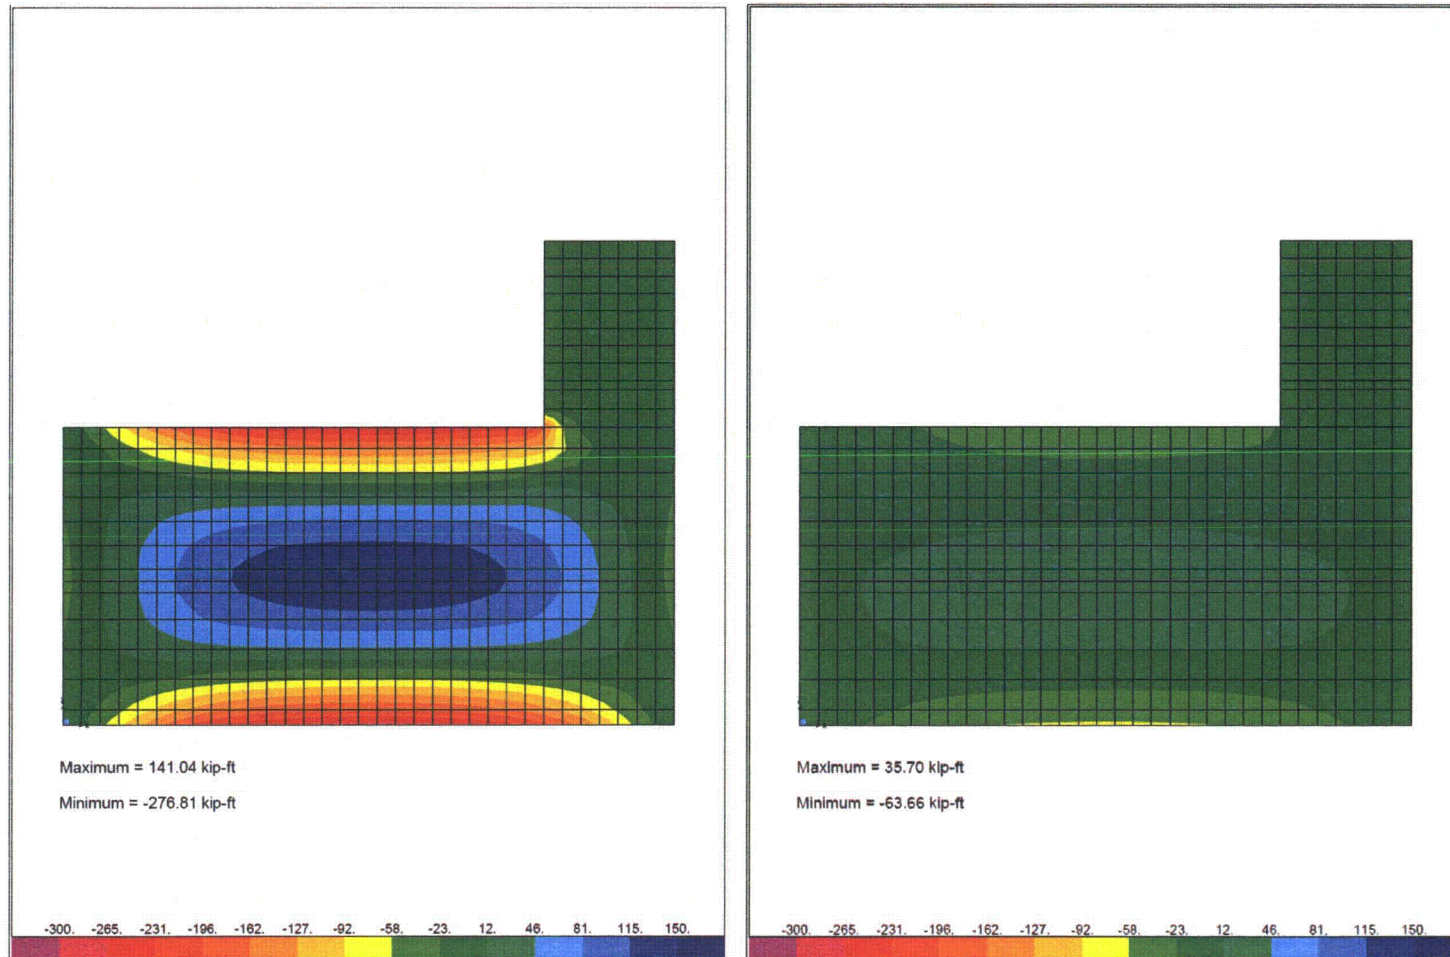 Maximum = 141.04 kip-ft
Minimum = -276.81 kip-ft
-300. -265. -231. -196. -162. -127. -92. -58. -23. 12. 46. 81. 115. 150.
Maximum = 35.70 kip-ft
Minimum = -63.66 kip-ft
-300. -265. -231. -196. -162. -127. -92. -58. -23. 12. 46. 81. 115. 150.